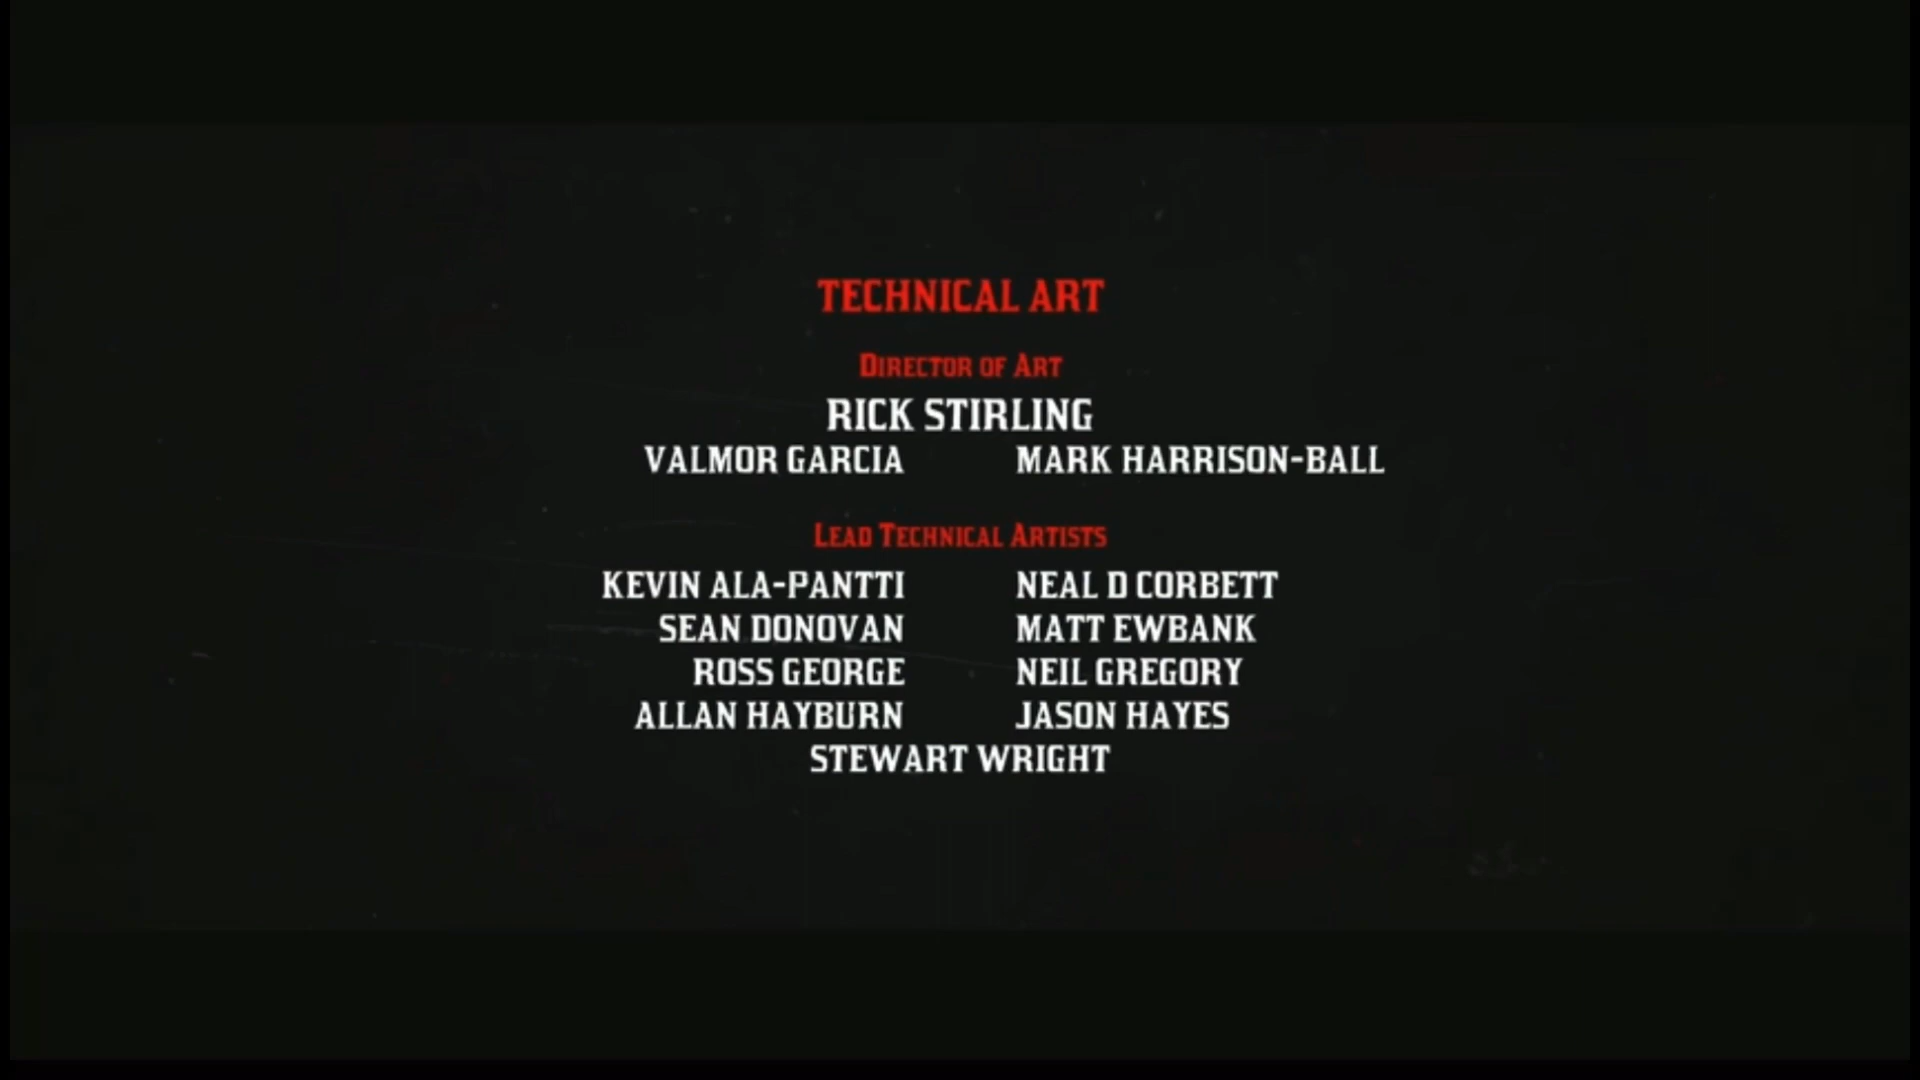 TECHNICAL ART
DIRECTOR OF ART
RICK STIRLING
VALMOR GARCIA MARK HARRISON-BALL
LEAD TECHNICAL ARTISTS
KEVIN ALA-PANTTI NEAL D CORBETT
SEAN DONOVAN MATT EWBANK
ROSS GEORGE NEIL GREGORY
ALLAN HAYBURN JASON HAYES
STEWART WRIGHT